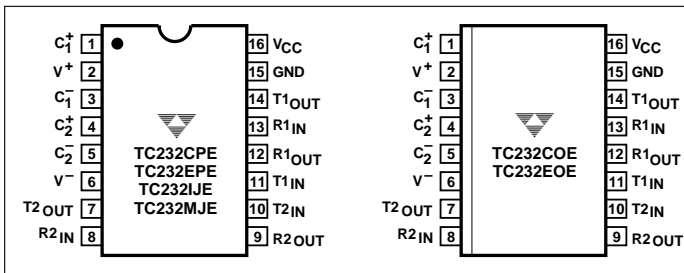 C1+ 1 16 VCC
V+ 2 15 GND
C1− 3 14 T1OUT
C2+ 4 13 R1IN
C2− 5 12 R1OUT
V− 6 11 T1IN
T2OUT 7 10 T2IN
R2IN 8 9 R2OUT
TC232CPE
TC232EPE
TC232IJE
TC232MJE
C1+ 1 16 VCC
V+ 2 15 GND
C1− 3 14 T1OUT
C2+ 4 13 R1IN
C2− 5 12 R1OUT
V− 6 11 T1IN
T2OUT 7 10 T2IN
R2IN 8 9 R2OUT
TC232COE
TC232EOE